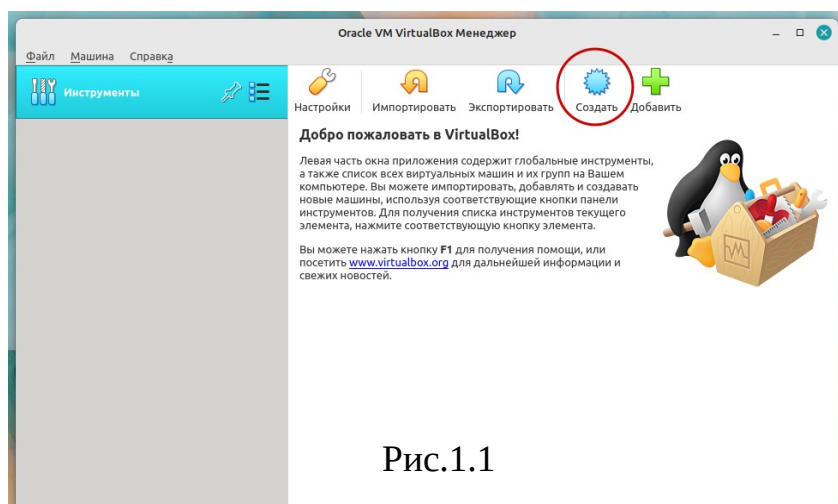 Oracle VM VirtualBox Менеджер
Файл Машина Справка
Инструменты
Настройки Импортировать Экспортировать Создать Добавить
Добро пожаловать в VirtualBox!
Левая часть окна приложения содержит глобальные инструменты,
а также список всех виртуальных машин и их групп на Вашем
компьютере. Вы можете импортировать, добавлять и создавать
новые машины, используя соответствующие кнопки панели
инструментов. Для получения списка инструментов текущего
элемента, нажмите соответствующую кнопку элемента.
Вы можете нажать кнопку F1 для получения помощи, или
посетить www.virtualbox.org для дальнейшей информации и
свежих новостей.
Рис.1.1